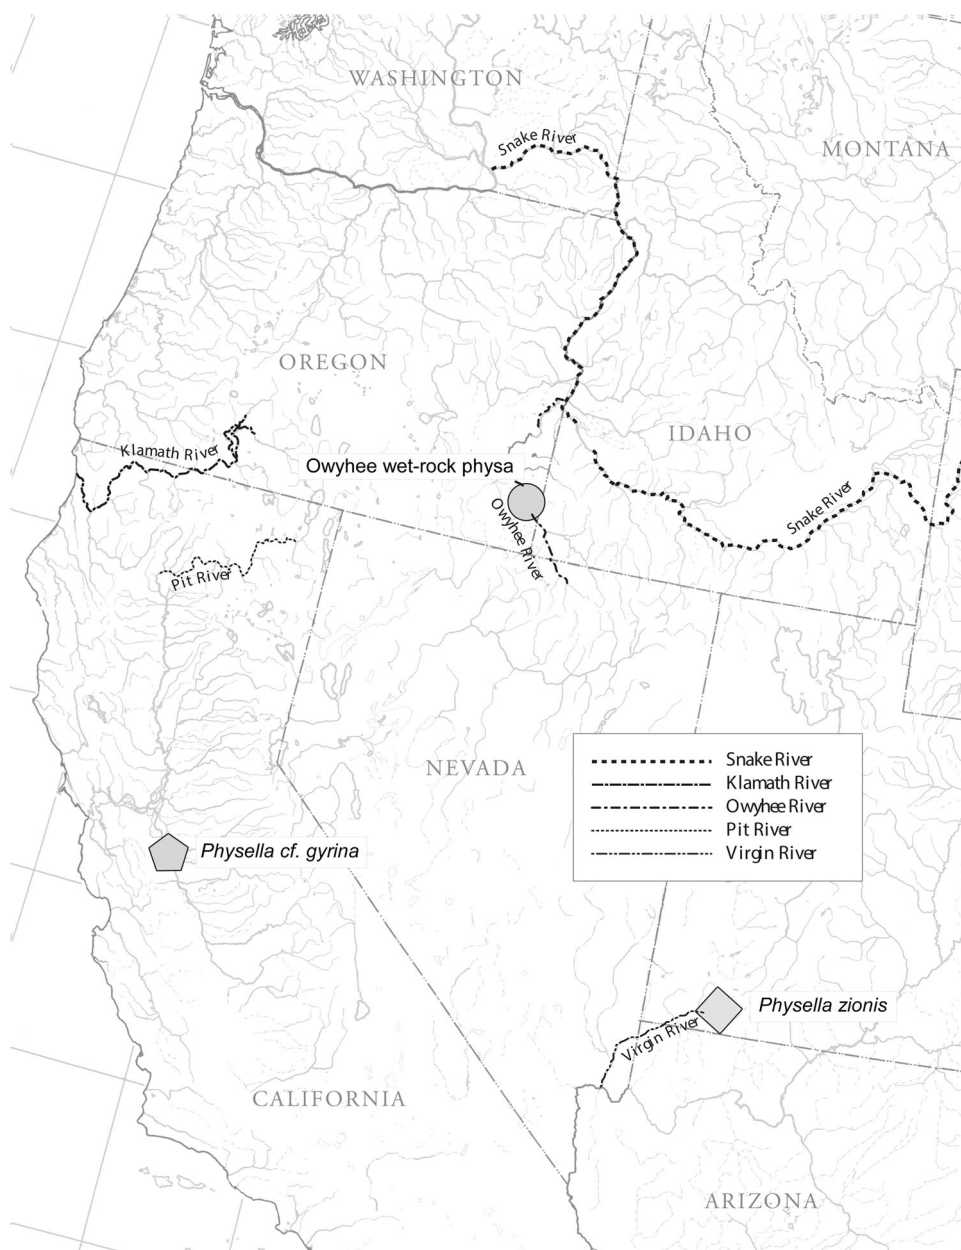 WASHINGTON
Snake River
MONTANA
OREGON
IDAHO
Klamath River
Owyhee wet-rock physa
Snake River
Owyhee River
Pit River
NEVADA
Snake River
Klamath River
Owyhee River
Pit River
Virgin River
Physella cf. gyrina
Physella zionis
Virgin River
CALIFORNIA
ARIZONA